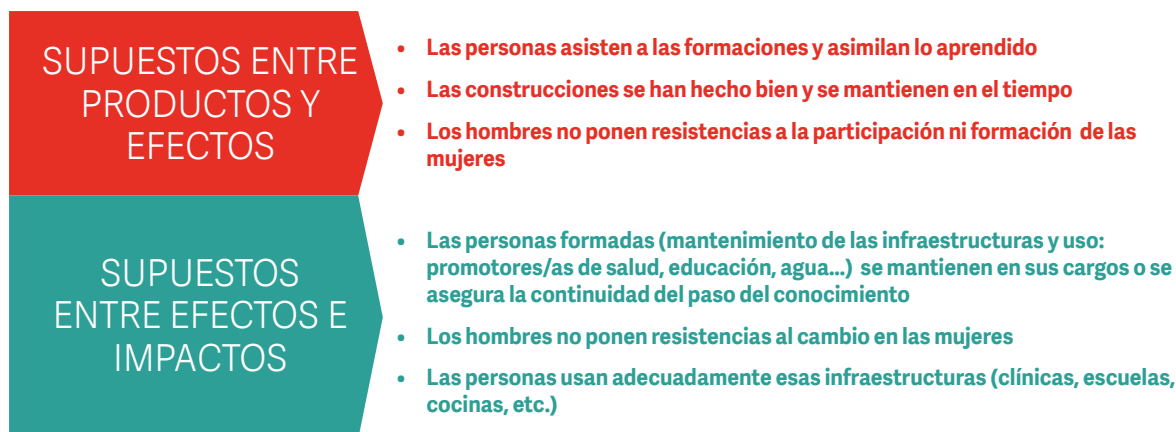 SUPUESTOS ENTRE
PRODUCTOS Y
EFECTOS
• Las personas asisten a las formaciones y asimilan lo aprendido
• Las construcciones se han hecho bien y se mantienen en el tiempo
• Los hombres no ponen resistencias a la participación ni formación de las
mujeres
SUPUESTOS
ENTRE EFECTOS E
IMPACTOS
• Las personas formadas (mantenimiento de las infraestructuras y uso:
promotores/as de salud, educación, agua...) se mantienen en sus cargos o se
asegura la continuidad del paso del conocimiento
• Los hombres no ponen resistencias al cambio en las mujeres
• Las personas usan adecuadamente esas infraestructuras (clínicas, escuelas,
cocinas, etc.)